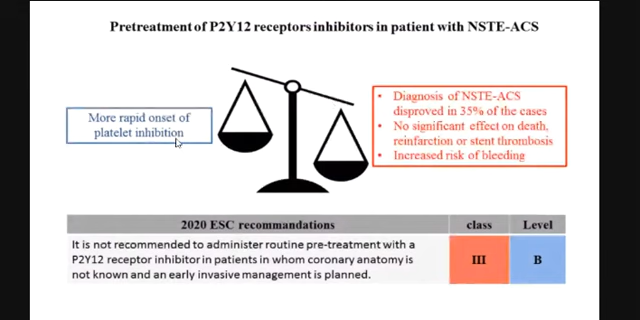 Pretreatment of P2Y12 receptors inhibitors in patient with NSTE-ACS
More rapid onset of
platelet inhibition
• Diagnosis of NSTE-ACS
disproved in 35% of the cases
• No significant effect on death,
reinfarction or stent thrombosis
• Increased risk of bleeding
2020 ESC recommandations class Level
It is not recommended to administer routine pre-treatment with a
P2Y12 receptor inhibitor in patients in whom coronary anatomy is
not known and an early invasive management is planned.
III
B